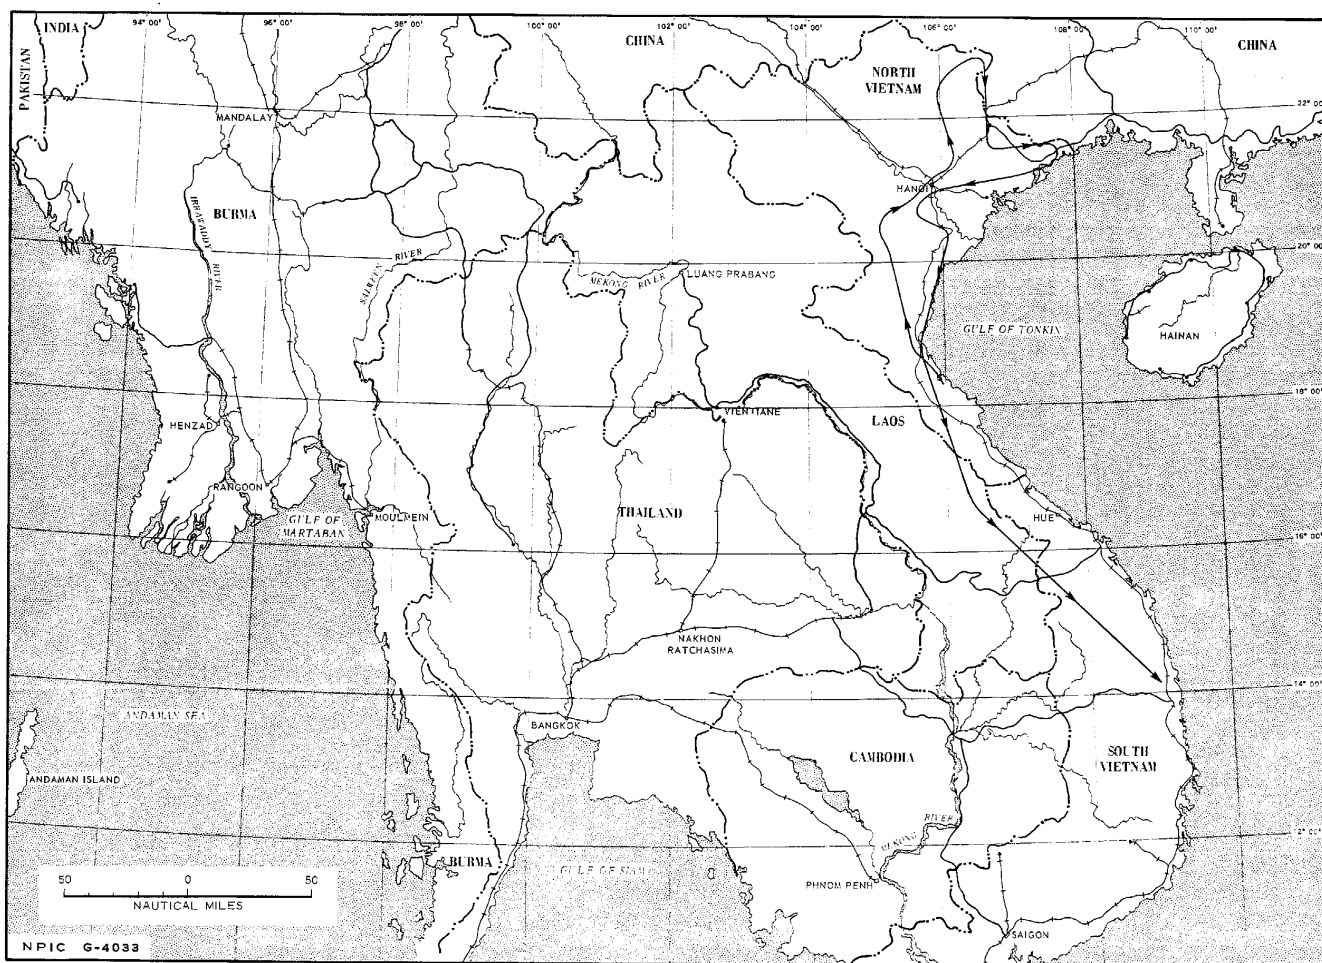 94° 00'
96° 00'
98° 00'
100° 00'
102° 00'
104° 00'
106° 00'
108° 00'
110° 00'
INDIA
PAKISTAN
CHINA
NORTH
VIETNAM
CHINA
22° 00'
MANDALAY
HANOI
BURMA
IRRAWADDY
RIVER
SALWEEN
RIVER
MEKONG
RIVER
LUANG PRABANG
20° 00'
GULF OF TONKIN
HAINAN
18° 00'
VIENTIANE
LAOS
HENZAD
RANGOON
GULF OF
MARTABAN
MOULMEIN
THAILAND
HUE
16° 00'
NAKHON
RATCHASIMA
14° 00'
ANDAMAN SEA
BANGKOK
ANDAMAN ISLAND
CAMBODIA
SOUTH
VIETNAM
MEKONG
RIVER
12° 00'
BURMA
GULF OF SIAM
PHNOM PENH
SAIGON
50
0
50
NAUTICAL MILES
NPIC G-4033